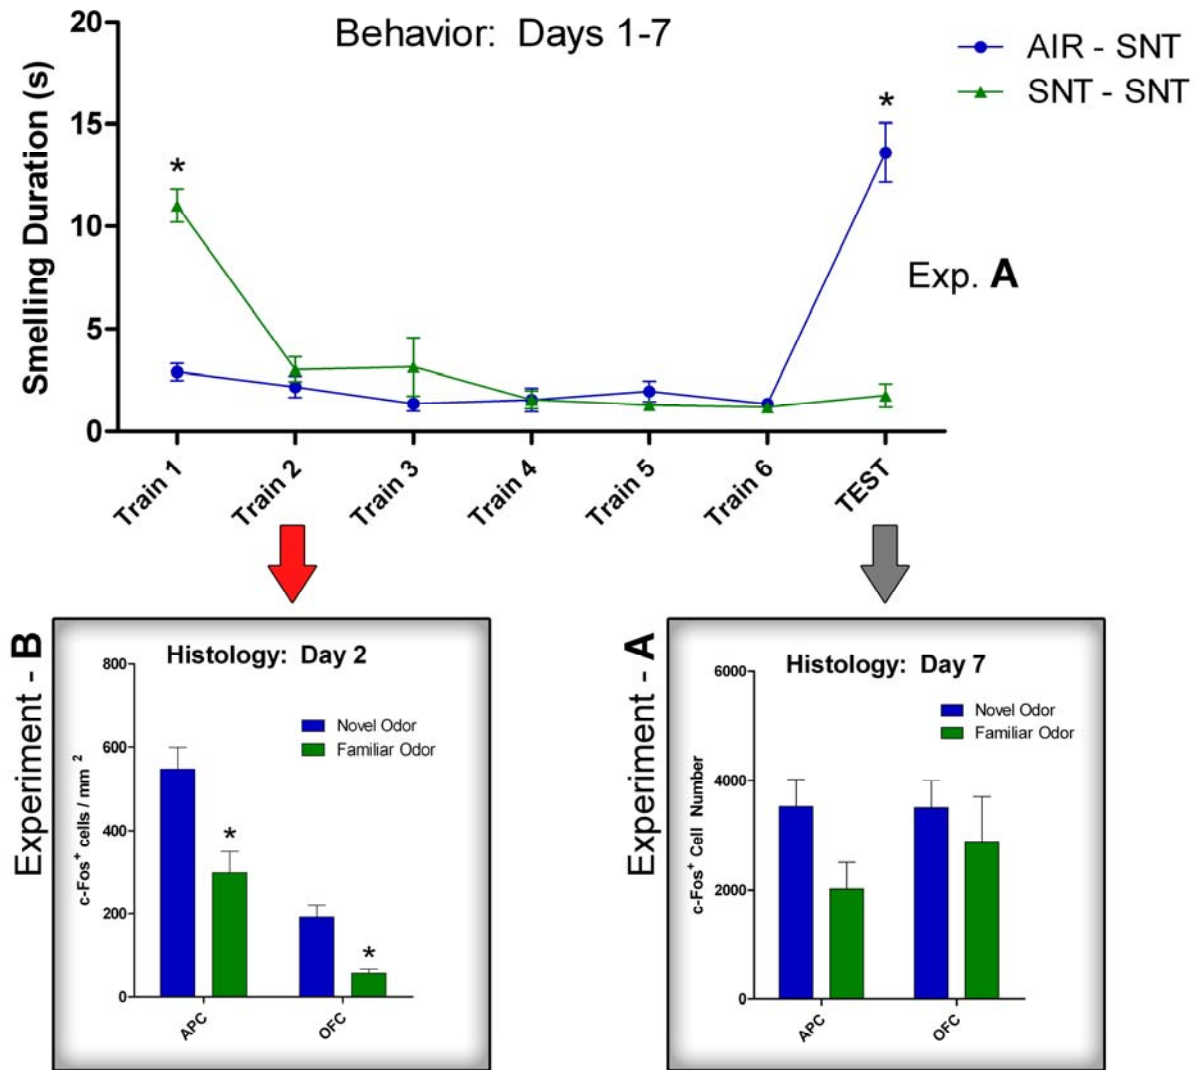 Behavior: Days 1-7
AIR - SNT
SNT - SNT
Smelling Duration (s)
20
15
10
5
0
*
*
Exp. A
Train 1
Train 2
Train 3
Train 4
Train 5
Train 6
TEST
Experiment - B
Histology: Day 2
c-Fos+ cells / mm 2
800
600
400
200
0
Novel Odor
Familiar Odor
*
*
APC
OFC
Experiment - A
Histology: Day 7
c-Fos+ Cell Number
6000
4000
2000
0
Novel Odor
Familiar Odor
APC
OFC